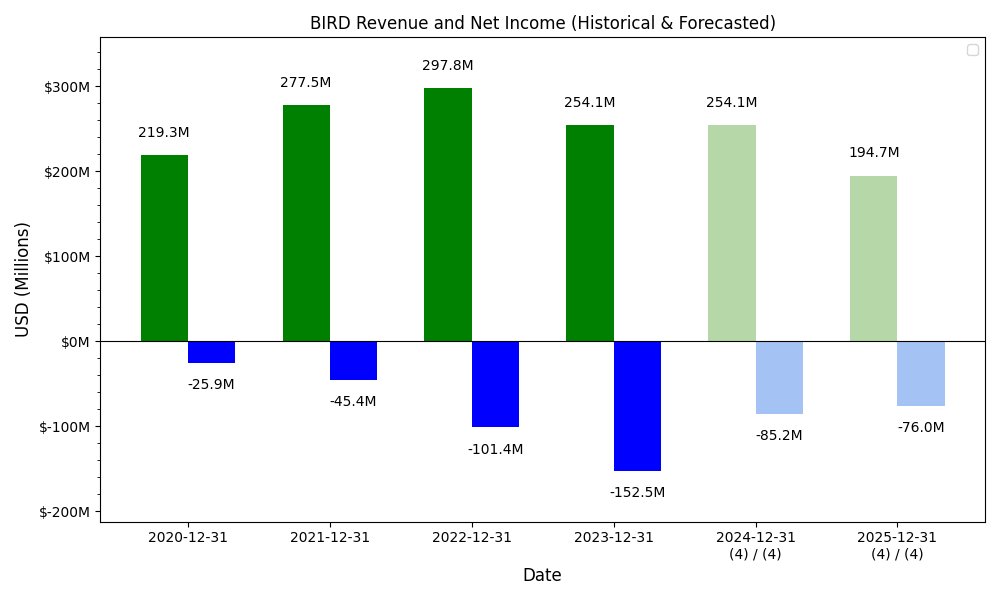 BIRD Revenue and Net Income (Historical & Forecasted)
USD (Millions)
$300M
$200M
$100M
$0M
$-100M
$-200M
219.3M
277.5M
297.8M
254.1M
254.1M
194.7M
-25.9M
-45.4M
-101.4M
-152.5M
-85.2M
-76.0M
2020-12-31
2021-12-31
2022-12-31
2023-12-31
2024-12-31
(4) / (4)
2025-12-31
(4) / (4)
Date